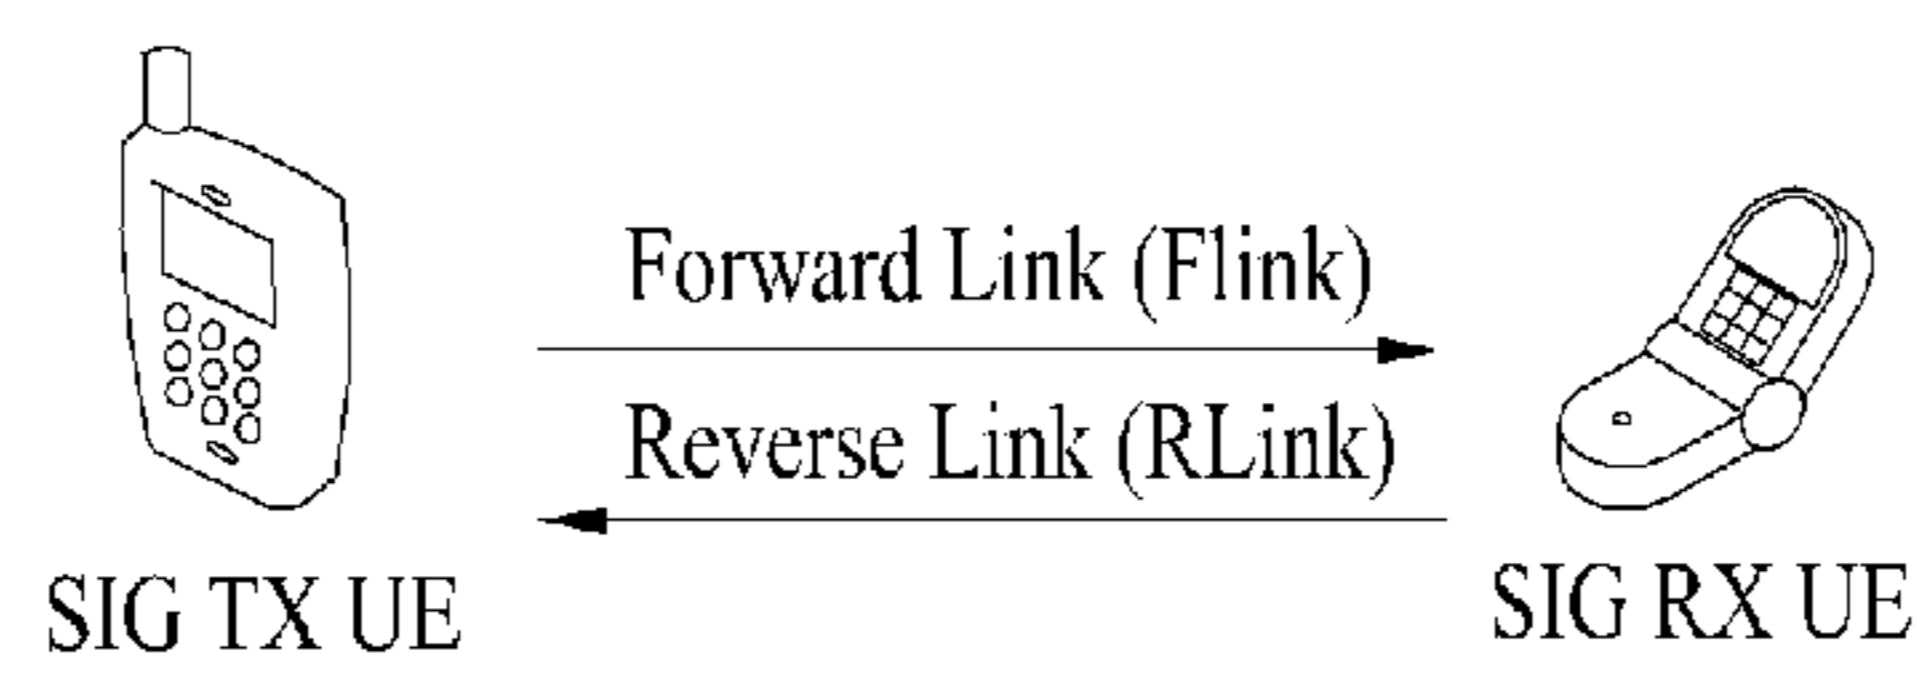 Forward Link (Flink)
Reverse Link (RLink)
SIG TX UE
SIG RX UE